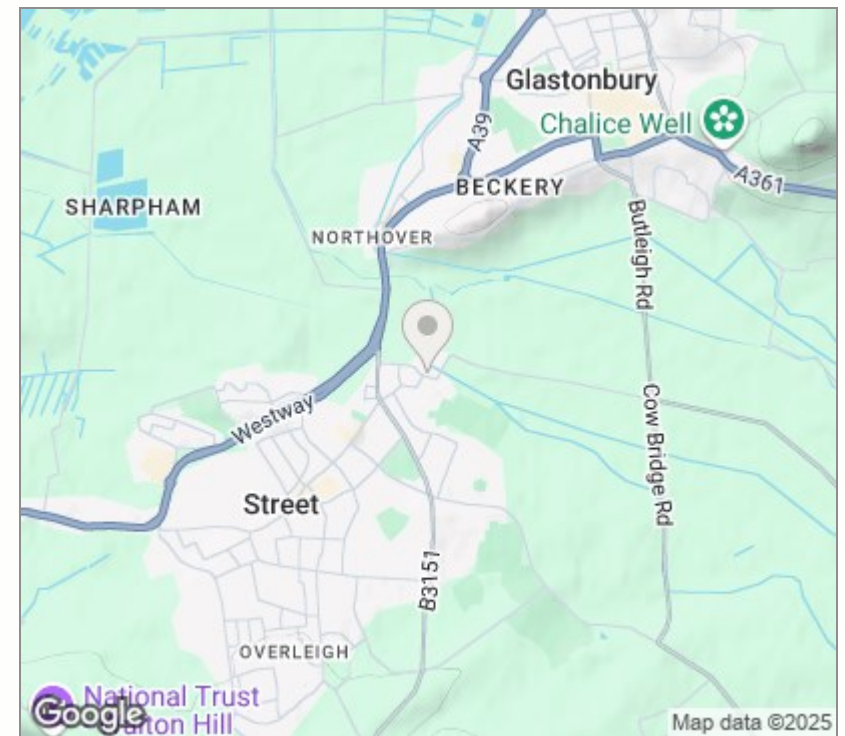 Glastonbury
Chalice Well
A39
A361
BECKERY
SHARPHAM
NORTHOVER
Butleigh Rd
Westway
Cow Bridge Rd
Street
B3151
OVERLEIGH
National Trust
Hill
Google
Map data ©2025